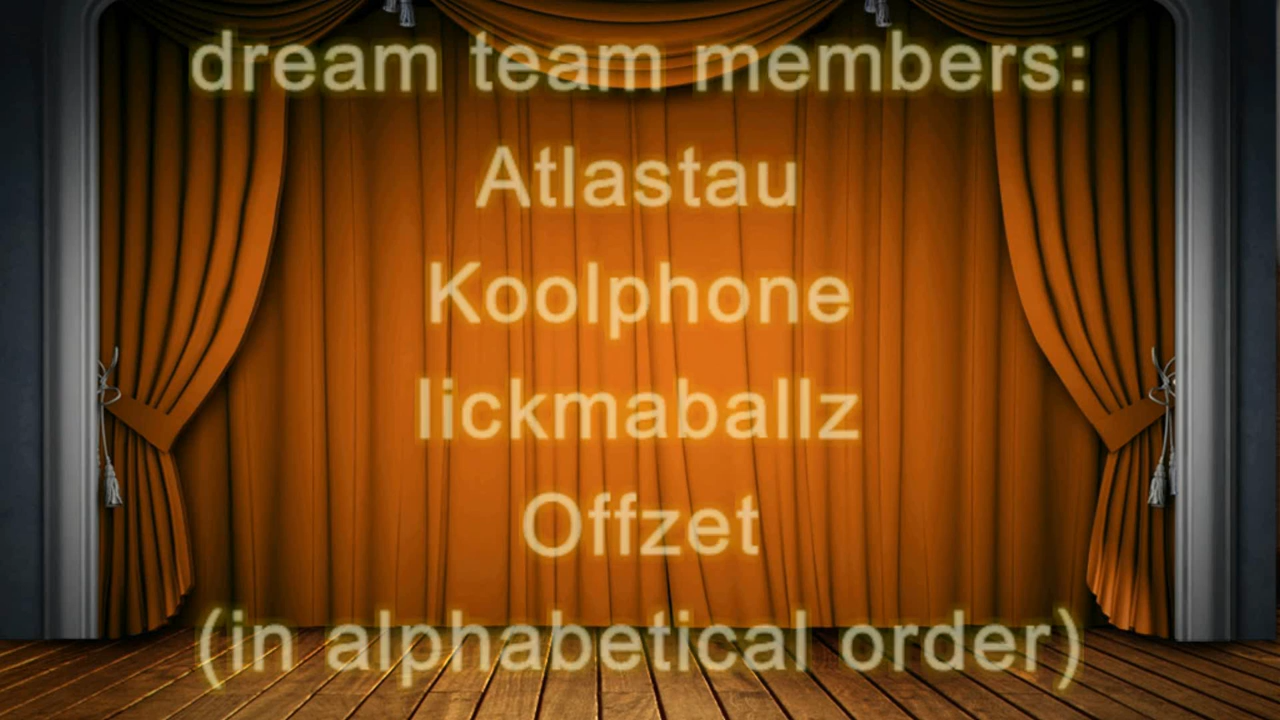 dream team members:
Atlastau
Koolphone
lickmaballz
Offzet
(in alphabetical order)